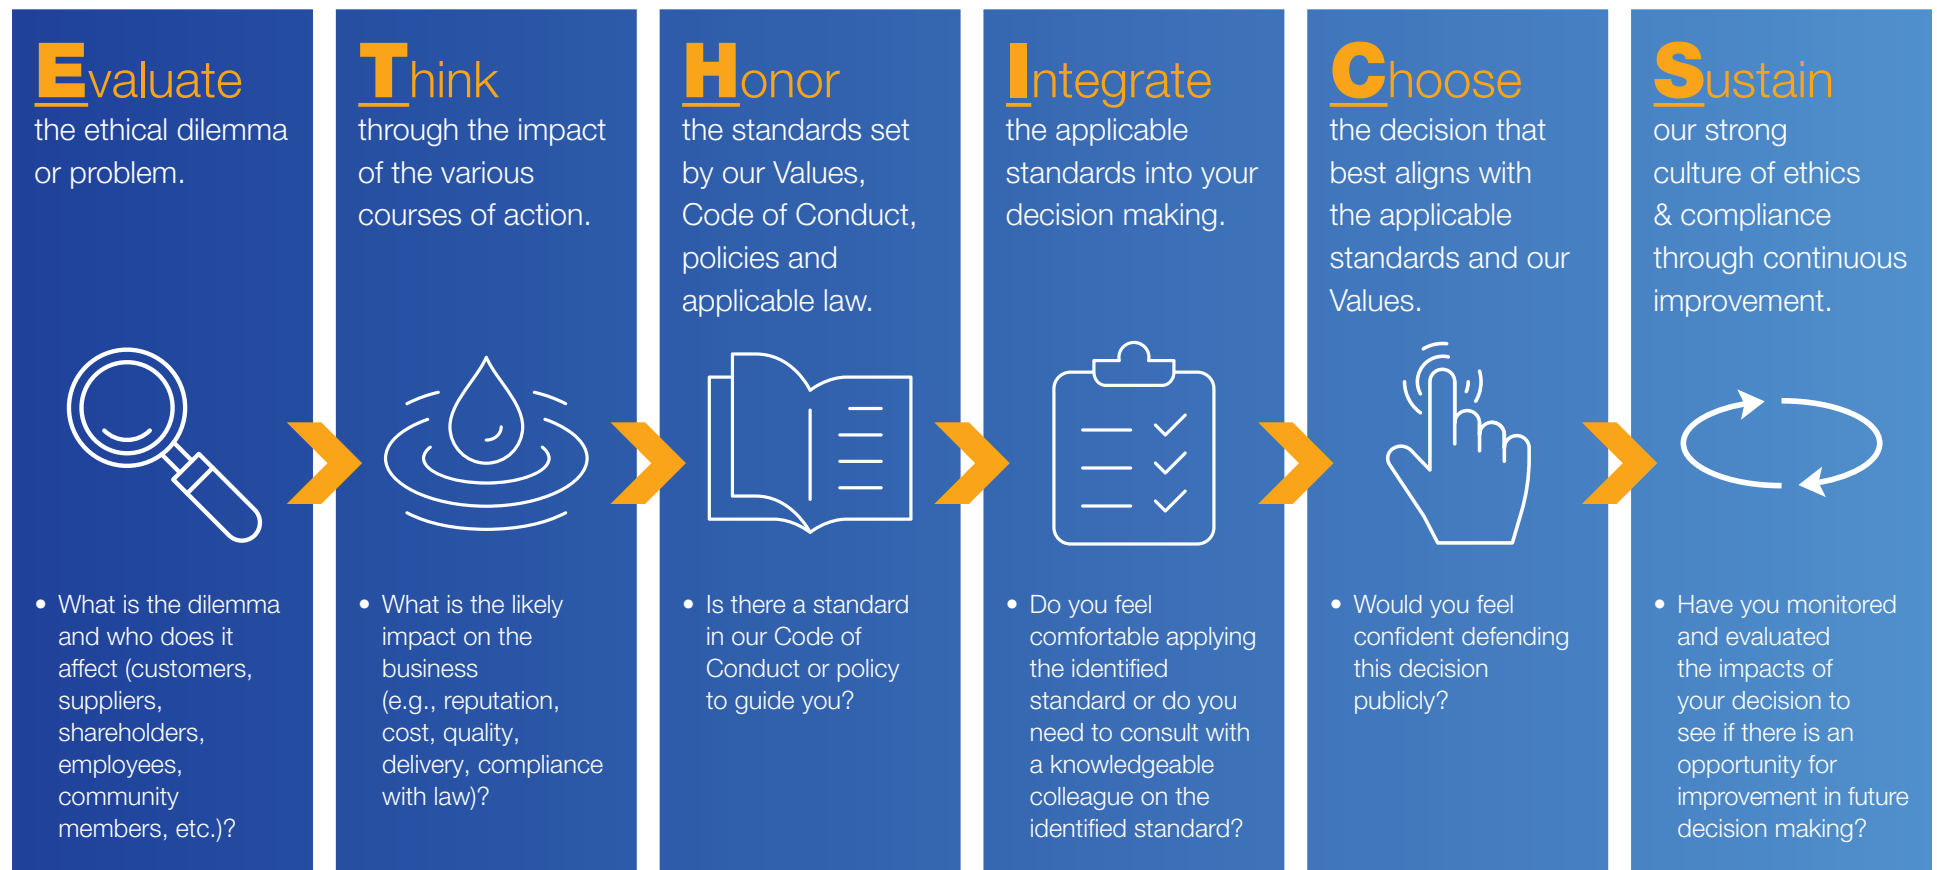 Evaluate
the ethical dilemma
or problem.
• What is the dilemma
and who does it
affect (customers,
suppliers,
shareholders,
employees,
community
members, etc.)?
Think
through the impact
of the various
courses of action.
• What is the likely
impact on the
business
(e.g., reputation,
cost, quality,
delivery, compliance
with law)?
Honor
the standards set
by our Values,
Code of Conduct,
policies and
applicable law.
• Is there a standard
in our Code of
Conduct or policy
to guide you?
Integrate
the applicable
standards into your
decision making.
• Do you feel
comfortable applying
the identified
standard or do you
need to consult with
a knowledgeable
colleague on the
identified standard?
Choose
the decision that
best aligns with
the applicable
standards and our
Values.
• Would you feel
confident defending
this decision
publicly?
Sustain
our strong
culture of ethics
& compliance
through continuous
improvement.
• Have you monitored
and evaluated
the impacts of
your decision to
see if there is an
opportunity for
improvement in future
decision making?